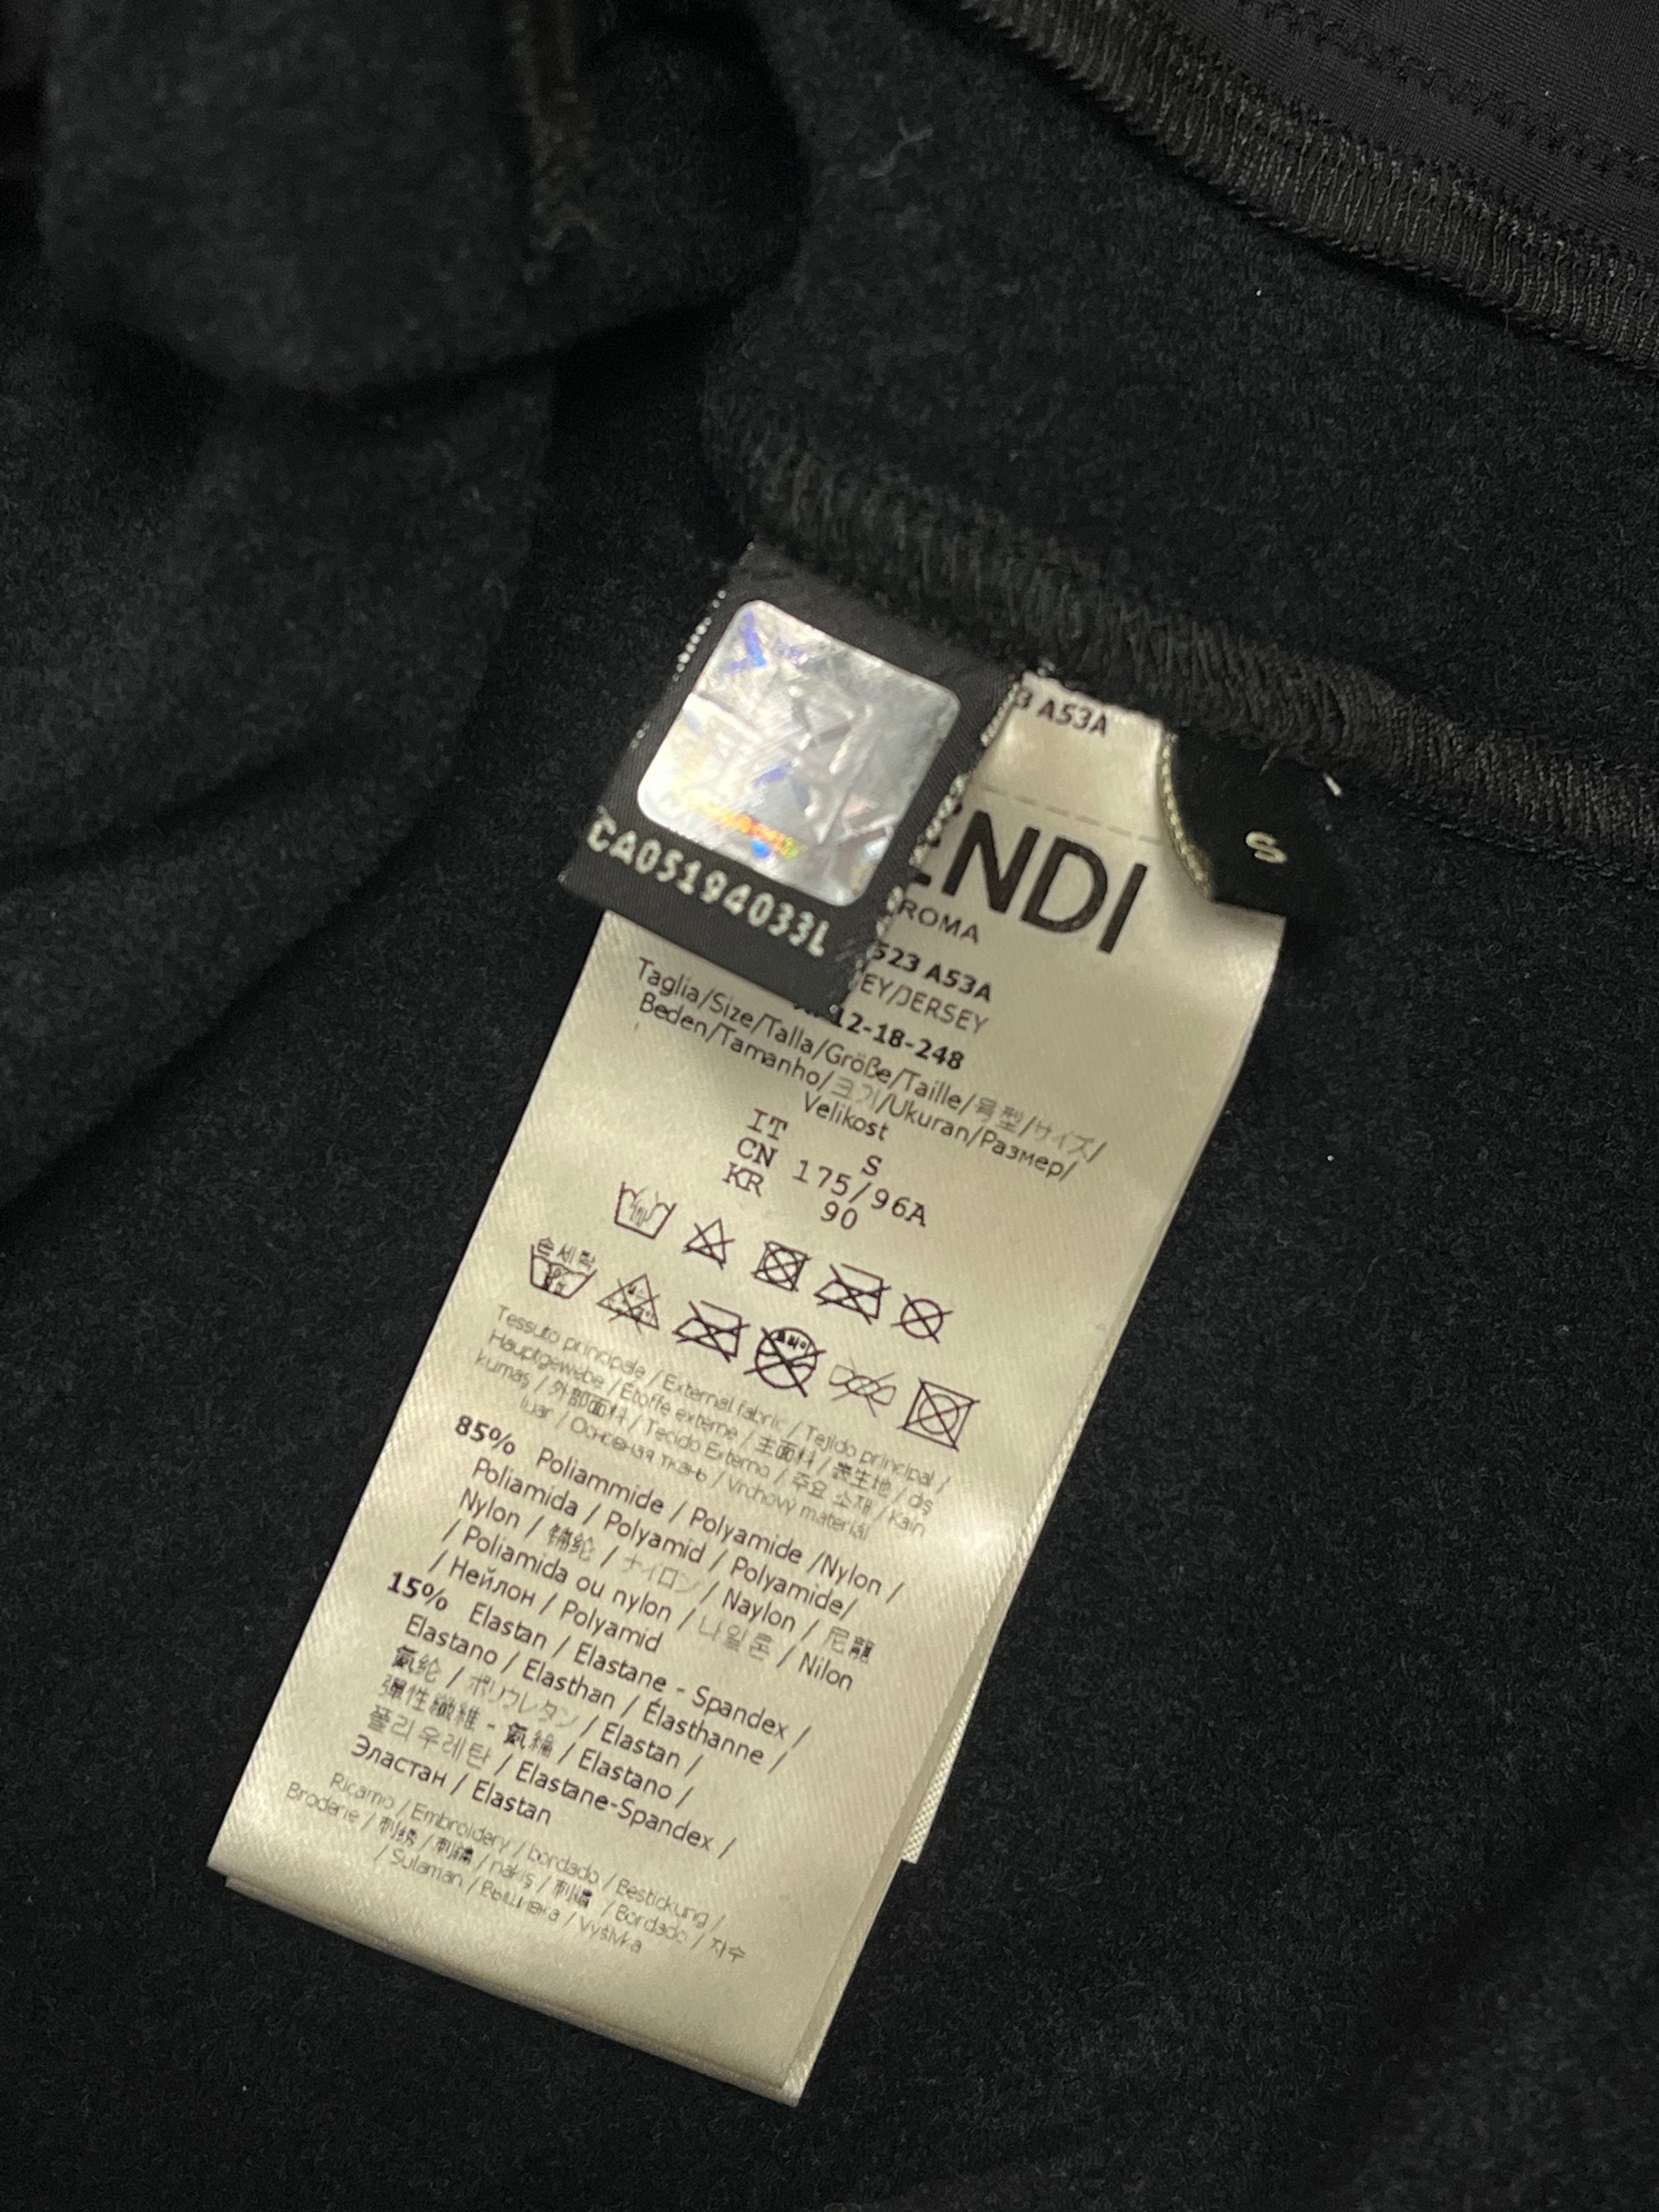 CA05194033L
3 A53A
S
ENDI
ROMA
523 A53A
EY/JERSEY
12-18-248
Taglia/Size/Talla/Größe/Taille/号型/サイズ/
Beden/Tamanho/크기/Ukuran/Размер/
Velikost
IT S
CN 175/96A
KR 90
손세탁
Tessuto principale / External fabric / Tejido principal /
Hauptgewebe / Étoffe externe / 主面料 / 表生地 / dış
kumaş / 外部面料 / Tecido Externo / 주요 소재 / Kain
luar / Основная ткань / Vrchový materiál
85% Poliammide / Polyamide /Nylon /
Poliamida / Polyamid / Polyamide/
Nylon / 锦纶 / ナイロン / Naylon / 尼龍
/ Poliamida ou nylon / 나일론 / Nilon
/ Нейлон / Polyamid
15% Elastan / Elastane - Spandex /
Elastano / Elasthan / Élasthanne /
氨纶 / ポリウレタン / Elastan /
彈性纖維 - 氨綸 / Elastano /
폴리우레탄 / Elastane-Spandex /
Эластан / Elastan
Ricamo / Embroidery / bordado / Bestickung /
Broderie / 刺绣 / 刺繍 / nakış / 刺繡 / Bordado / 자수
/ Sulaman / Вышивка / Výšivka